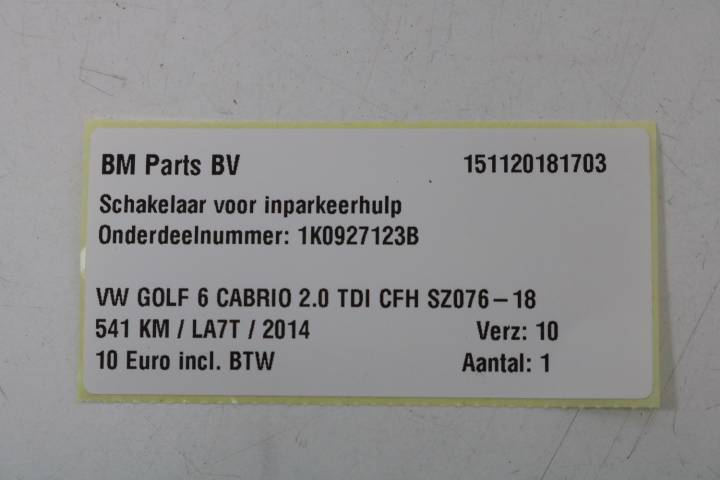 BM Parts BV 151120181703
Schakelaar voor inparkeerhulp
Onderdeelnummer: 1K0927123B
VW GOLF 6 CABRIO 2.0 TDI CFH SZ076-18
541 KM / LA7T / 2014 Verz: 10
10 Euro incl. BTW Aantal: 1